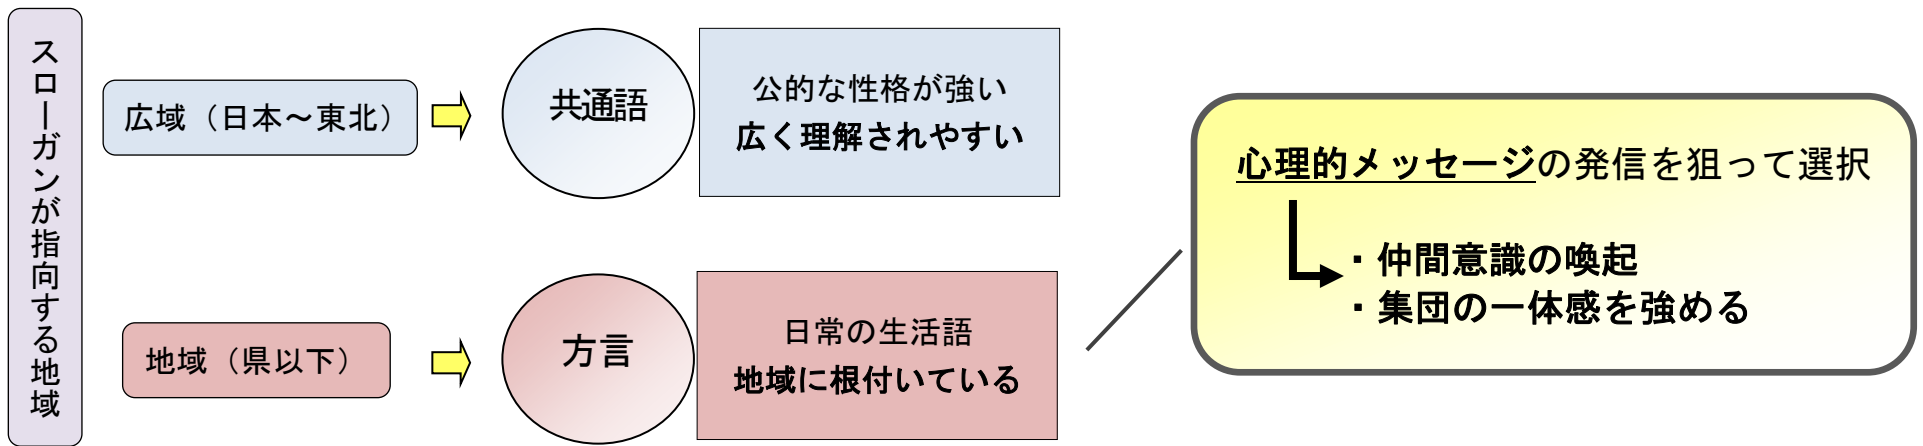 スローガンが指向する地域
広域（日本～東北）
共通語
公的な性格が強い
広く理解されやすい
地域（県以下）
方言
日常の生活語
地域に根付いている
心理的メッセージの発信を狙って選択
・仲間意識の喚起
・集団の一体感を強める